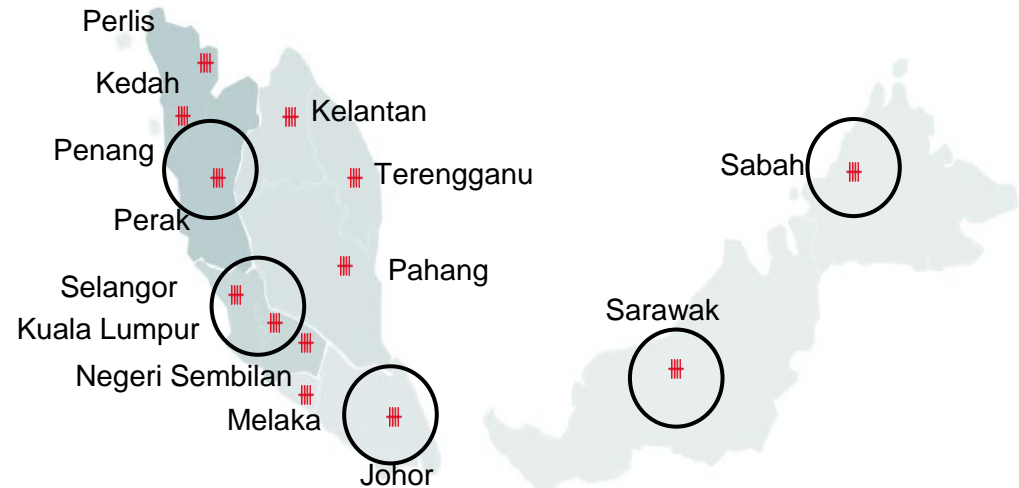 Perlis
Kedah
Kelantan
Penang
Terengganu
Sabah
Perak
Pahang
Selangor
Sarawak
Kuala Lumpur
Negeri Sembilan
Melaka
Johor